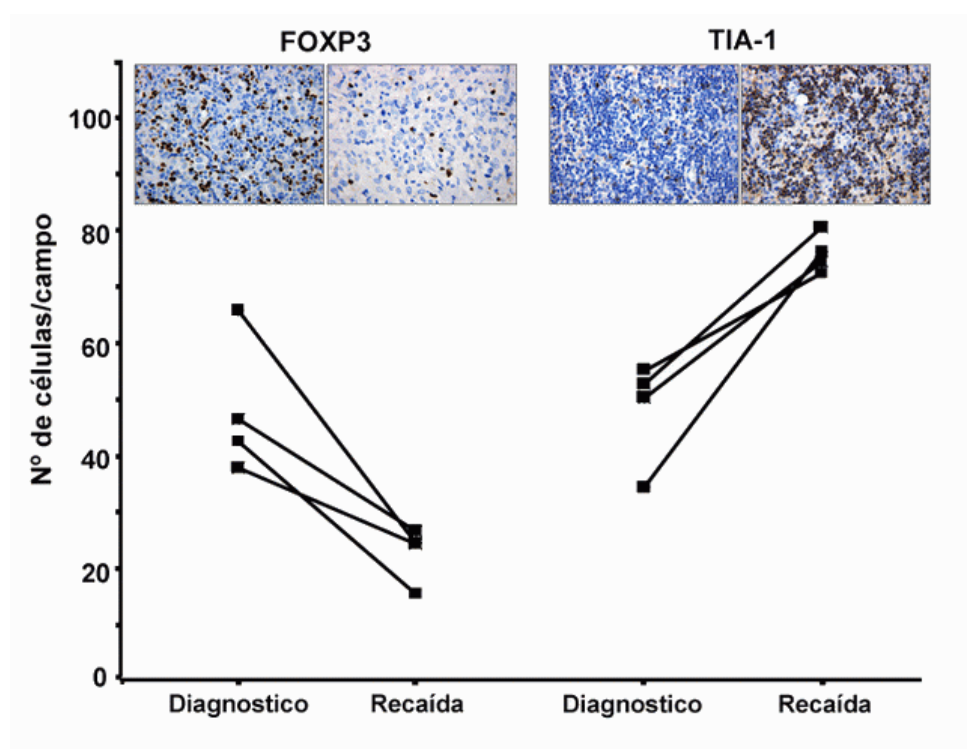 FOXP3
TIA-1
Nº de células/campo
100
80
60
40
20
0
Diagnostico
Recaída
Diagnostico
Recaída